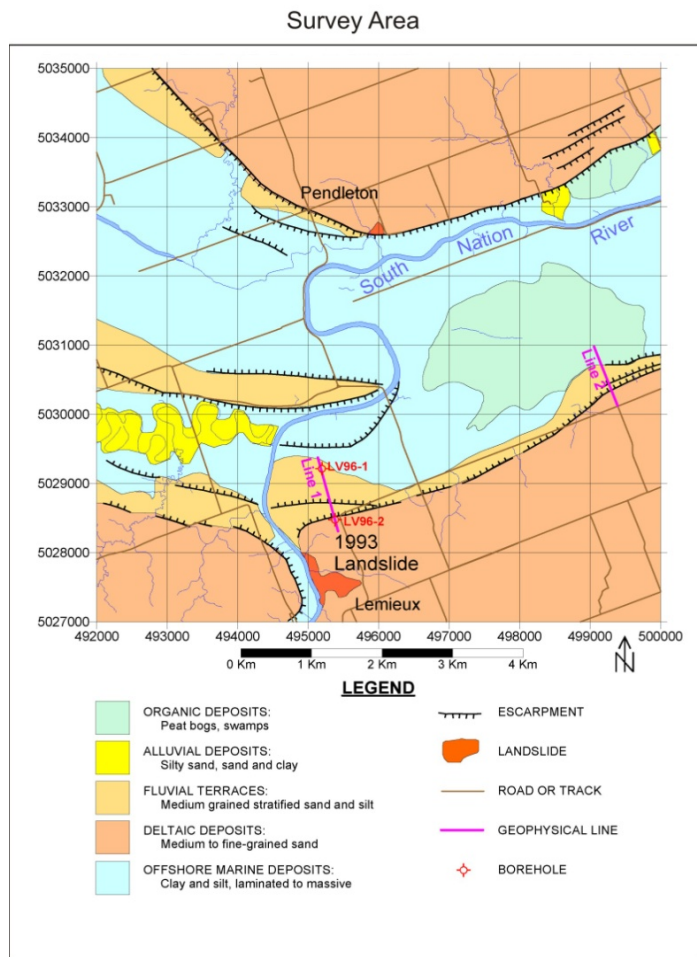 Survey Area
5035000
5034000
5033000
5032000
5031000
5030000
5029000
5028000
5027000
492000 493000 494000 495000 496000 497000 498000 499000 500000
Pendleton
South Nation River
Line 2
Line 1
LV96-1
LV96-2
1993
Landslide
Lemieux
0 Km 1 Km 2 Km 3 Km 4 Km
N
LEGEND
ORGANIC DEPOSITS:
Peat bogs, swamps
ALLUVIAL DEPOSITS:
Silty sand, sand and clay
FLUVIAL TERRACES:
Medium grained stratified sand and silt
DELTAIC DEPOSITS:
Medium to fine-grained sand
OFFSHORE MARINE DEPOSITS:
Clay and silt, laminated to massive
ESCARPMENT
LANDSLIDE
ROAD OR TRACK
GEOPHYSICAL LINE
BOREHOLE